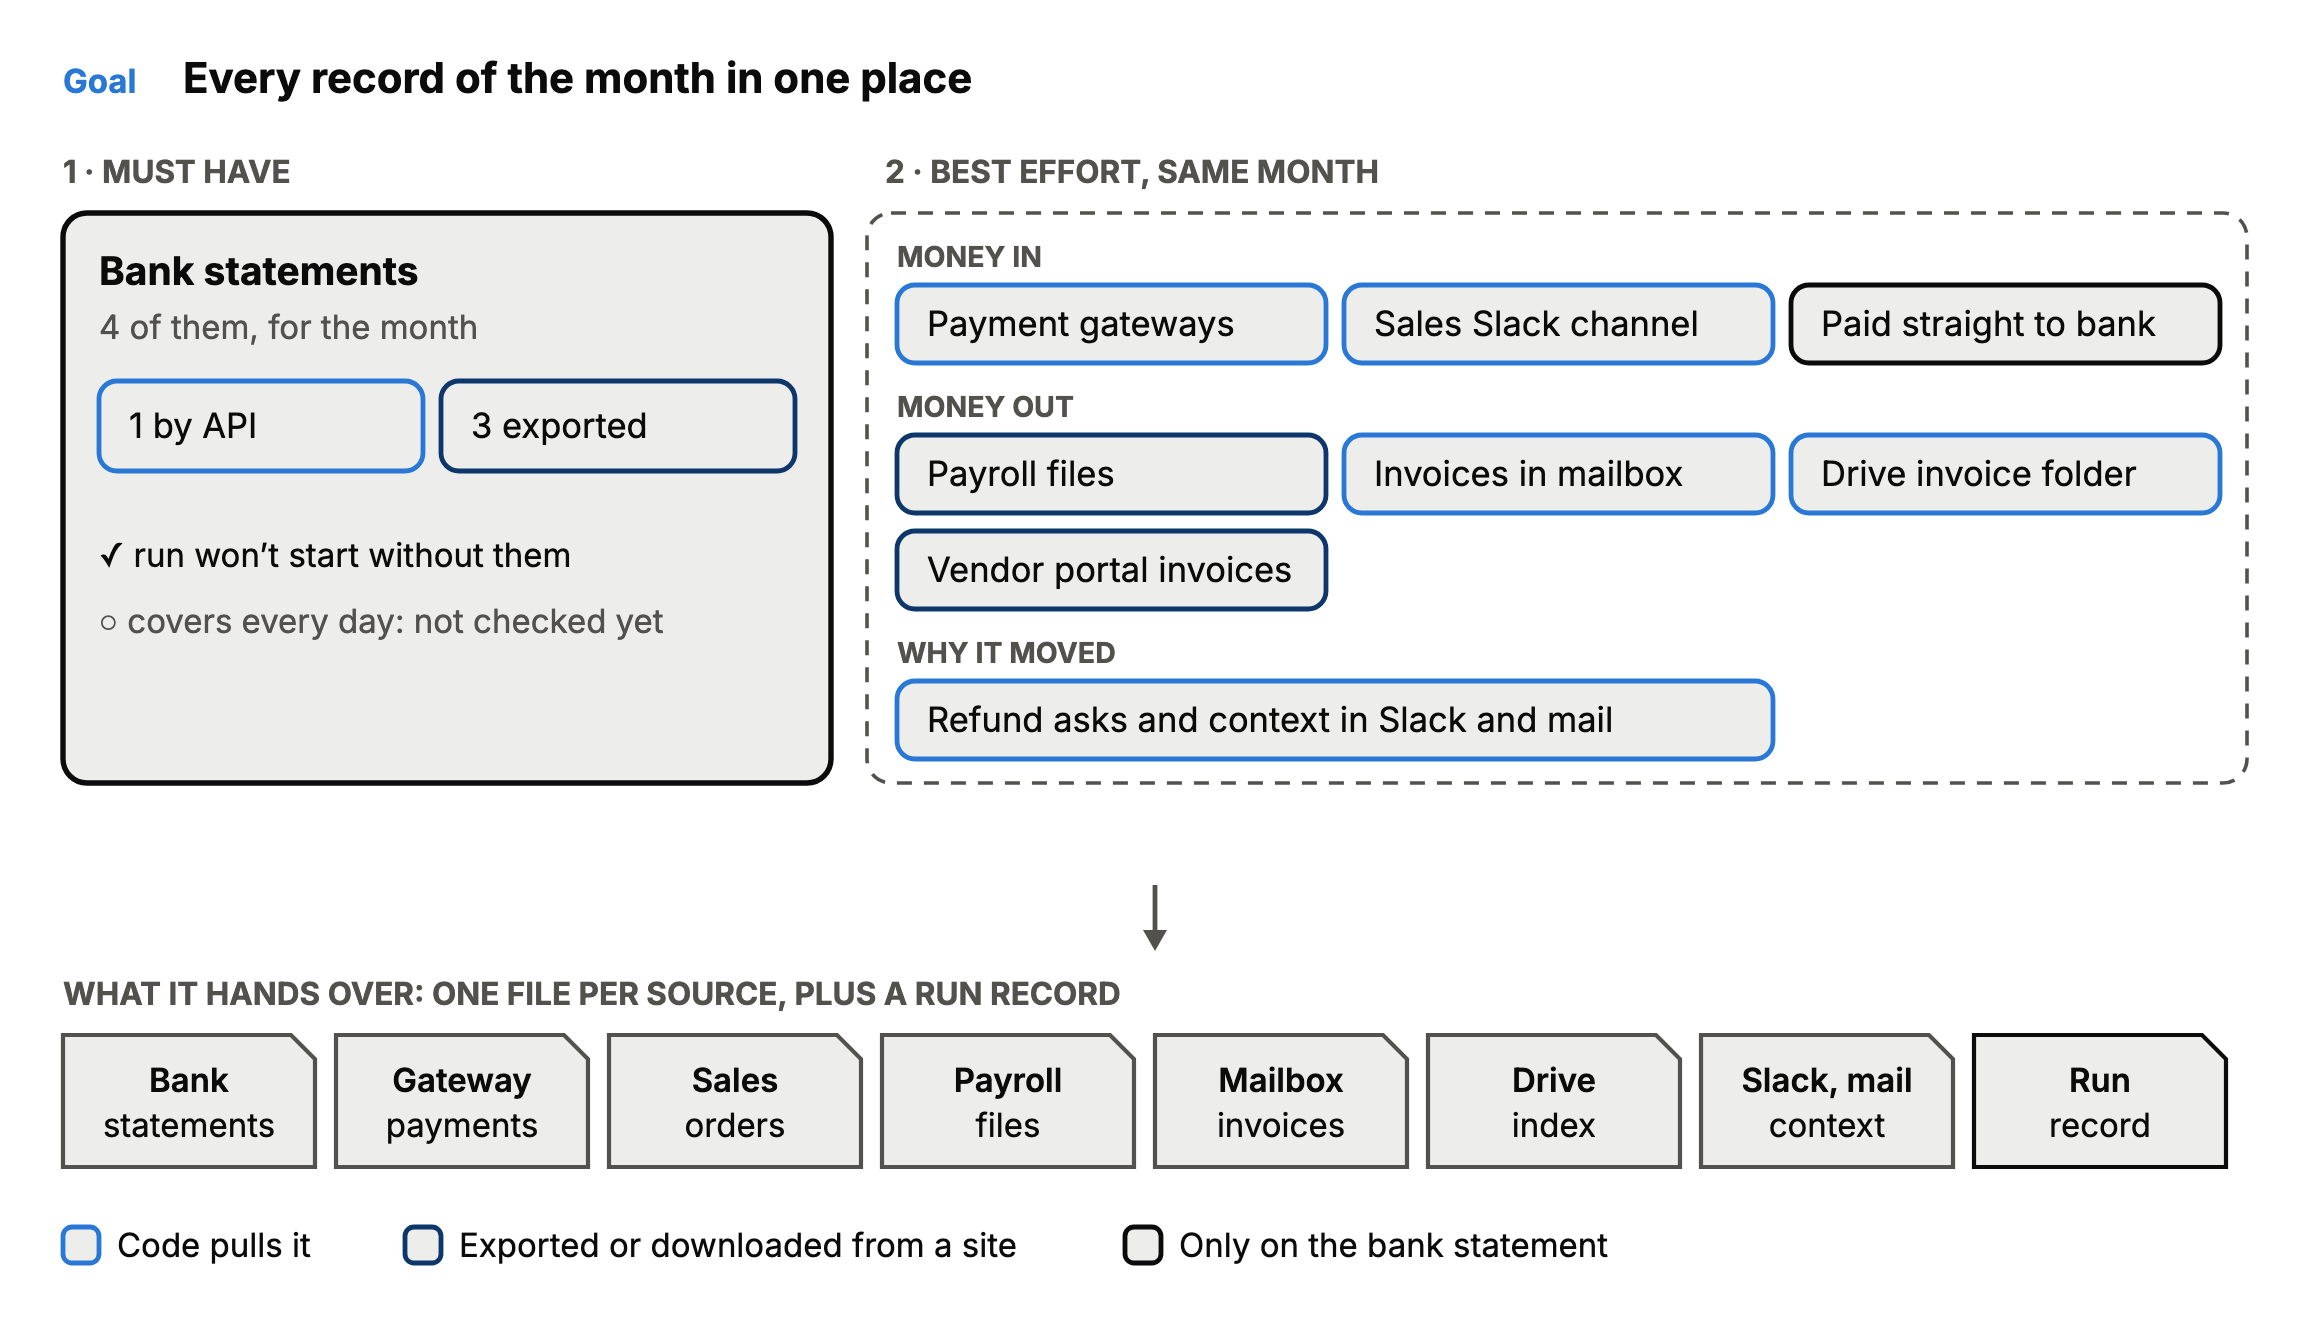 Goal Every record of the month in one place
1 · MUST HAVE
Bank statements
4 of them, for the month
1 by API
3 exported
✓ run won’t start without them
○ covers every day: not checked yet
2 · BEST EFFORT, SAME MONTH
MONEY IN
Payment gateways
Sales Slack channel
Paid straight to bank
MONEY OUT
Payroll files
Invoices in mailbox
Drive invoice folder
Vendor portal invoices
WHY IT MOVED
Refund asks and context in Slack and mail
WHAT IT HANDS OVER: ONE FILE PER SOURCE, PLUS A RUN RECORD
Bank
statements
Gateway
payments
Sales
orders
Payroll
files
Mailbox
invoices
Drive
index
Slack, mail
context
Run
record
Code pulls it
Exported or downloaded from a site
Only on the bank statement